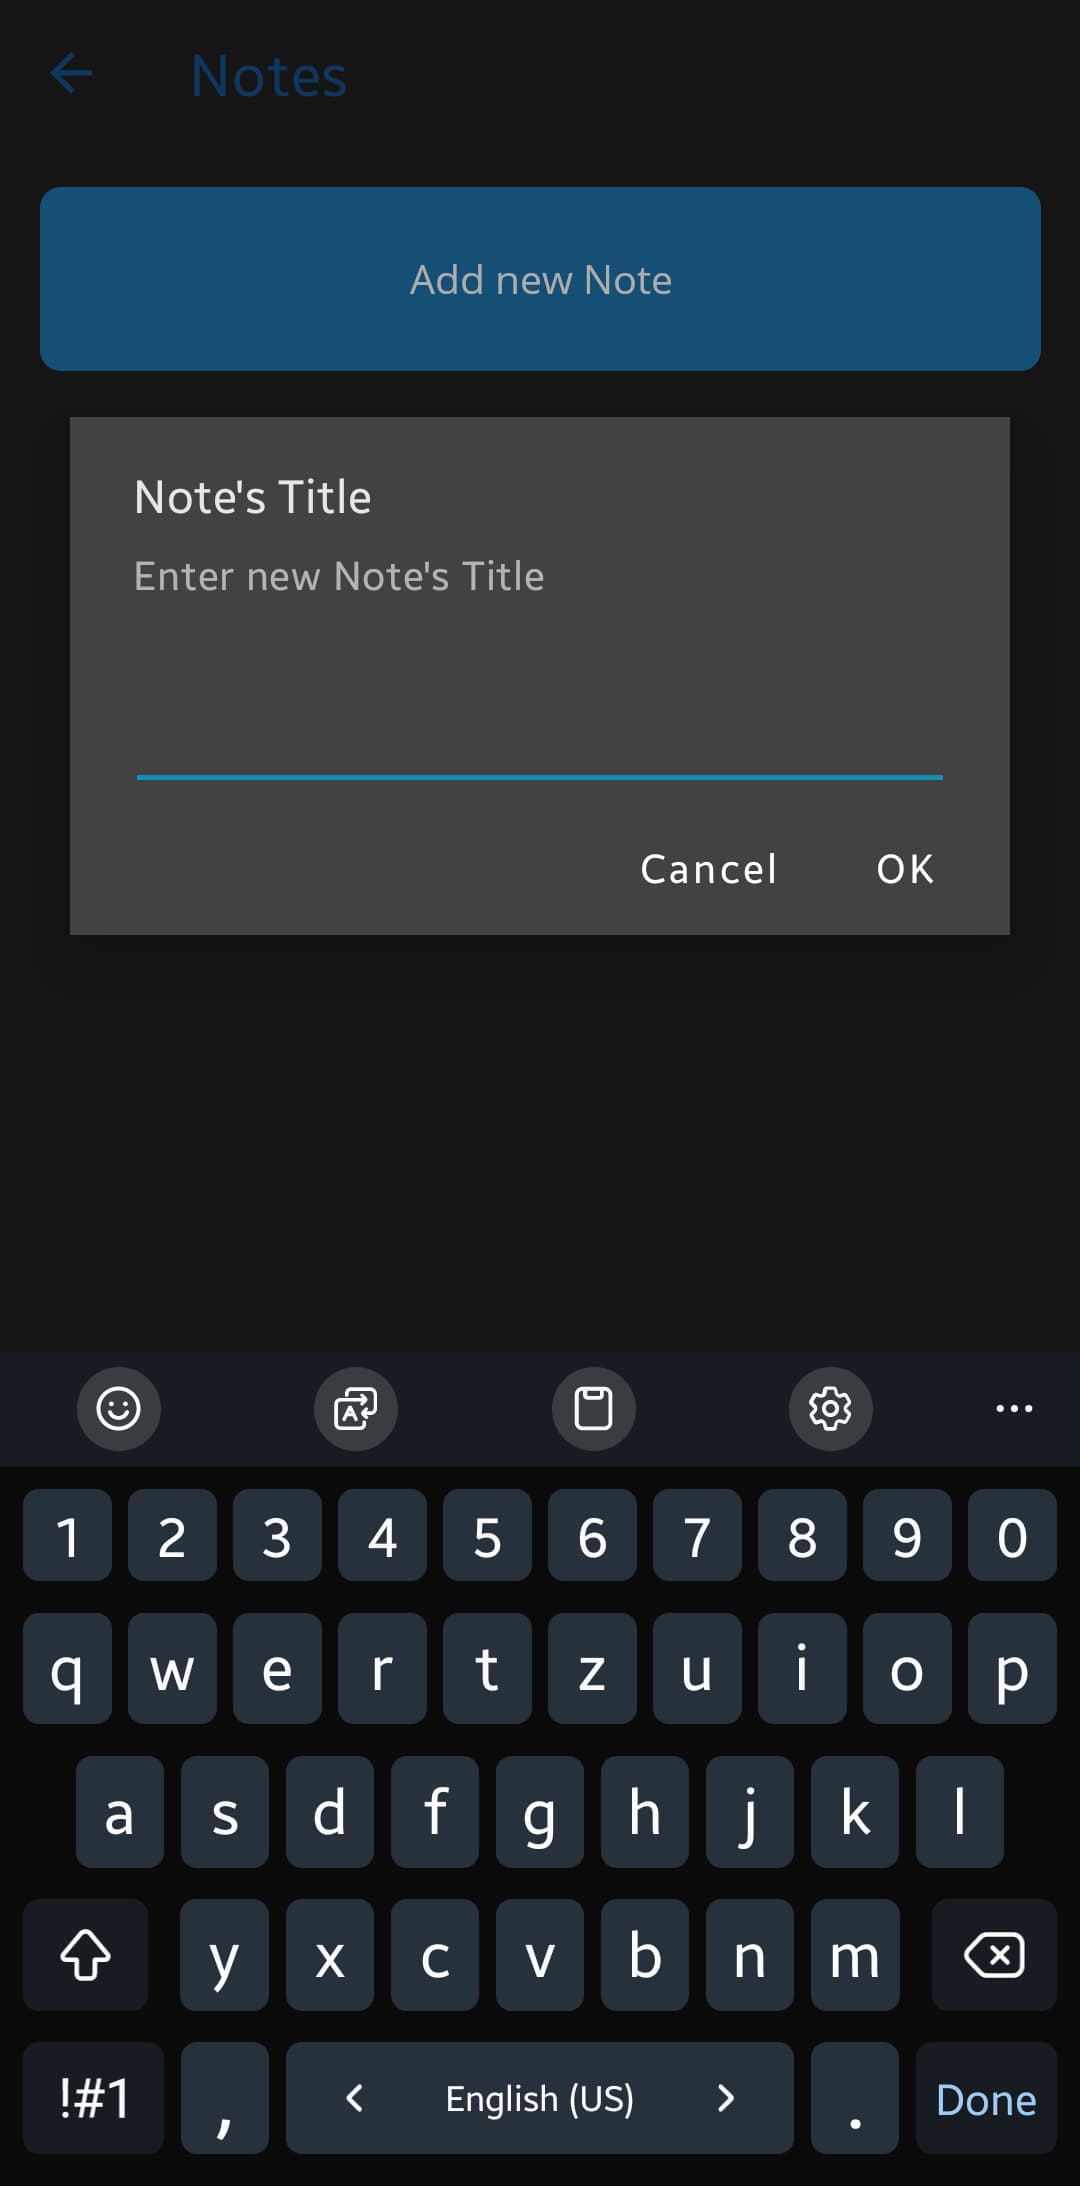 Notes
Add new Note
Note's Title
Enter new Note's Title
Cancel OK
1 2 3 4 5 6 7 8 9 0
q w e r t z u i o p
a s d f g h j k l
y x c v b n m
!#1 , English (US) . Done